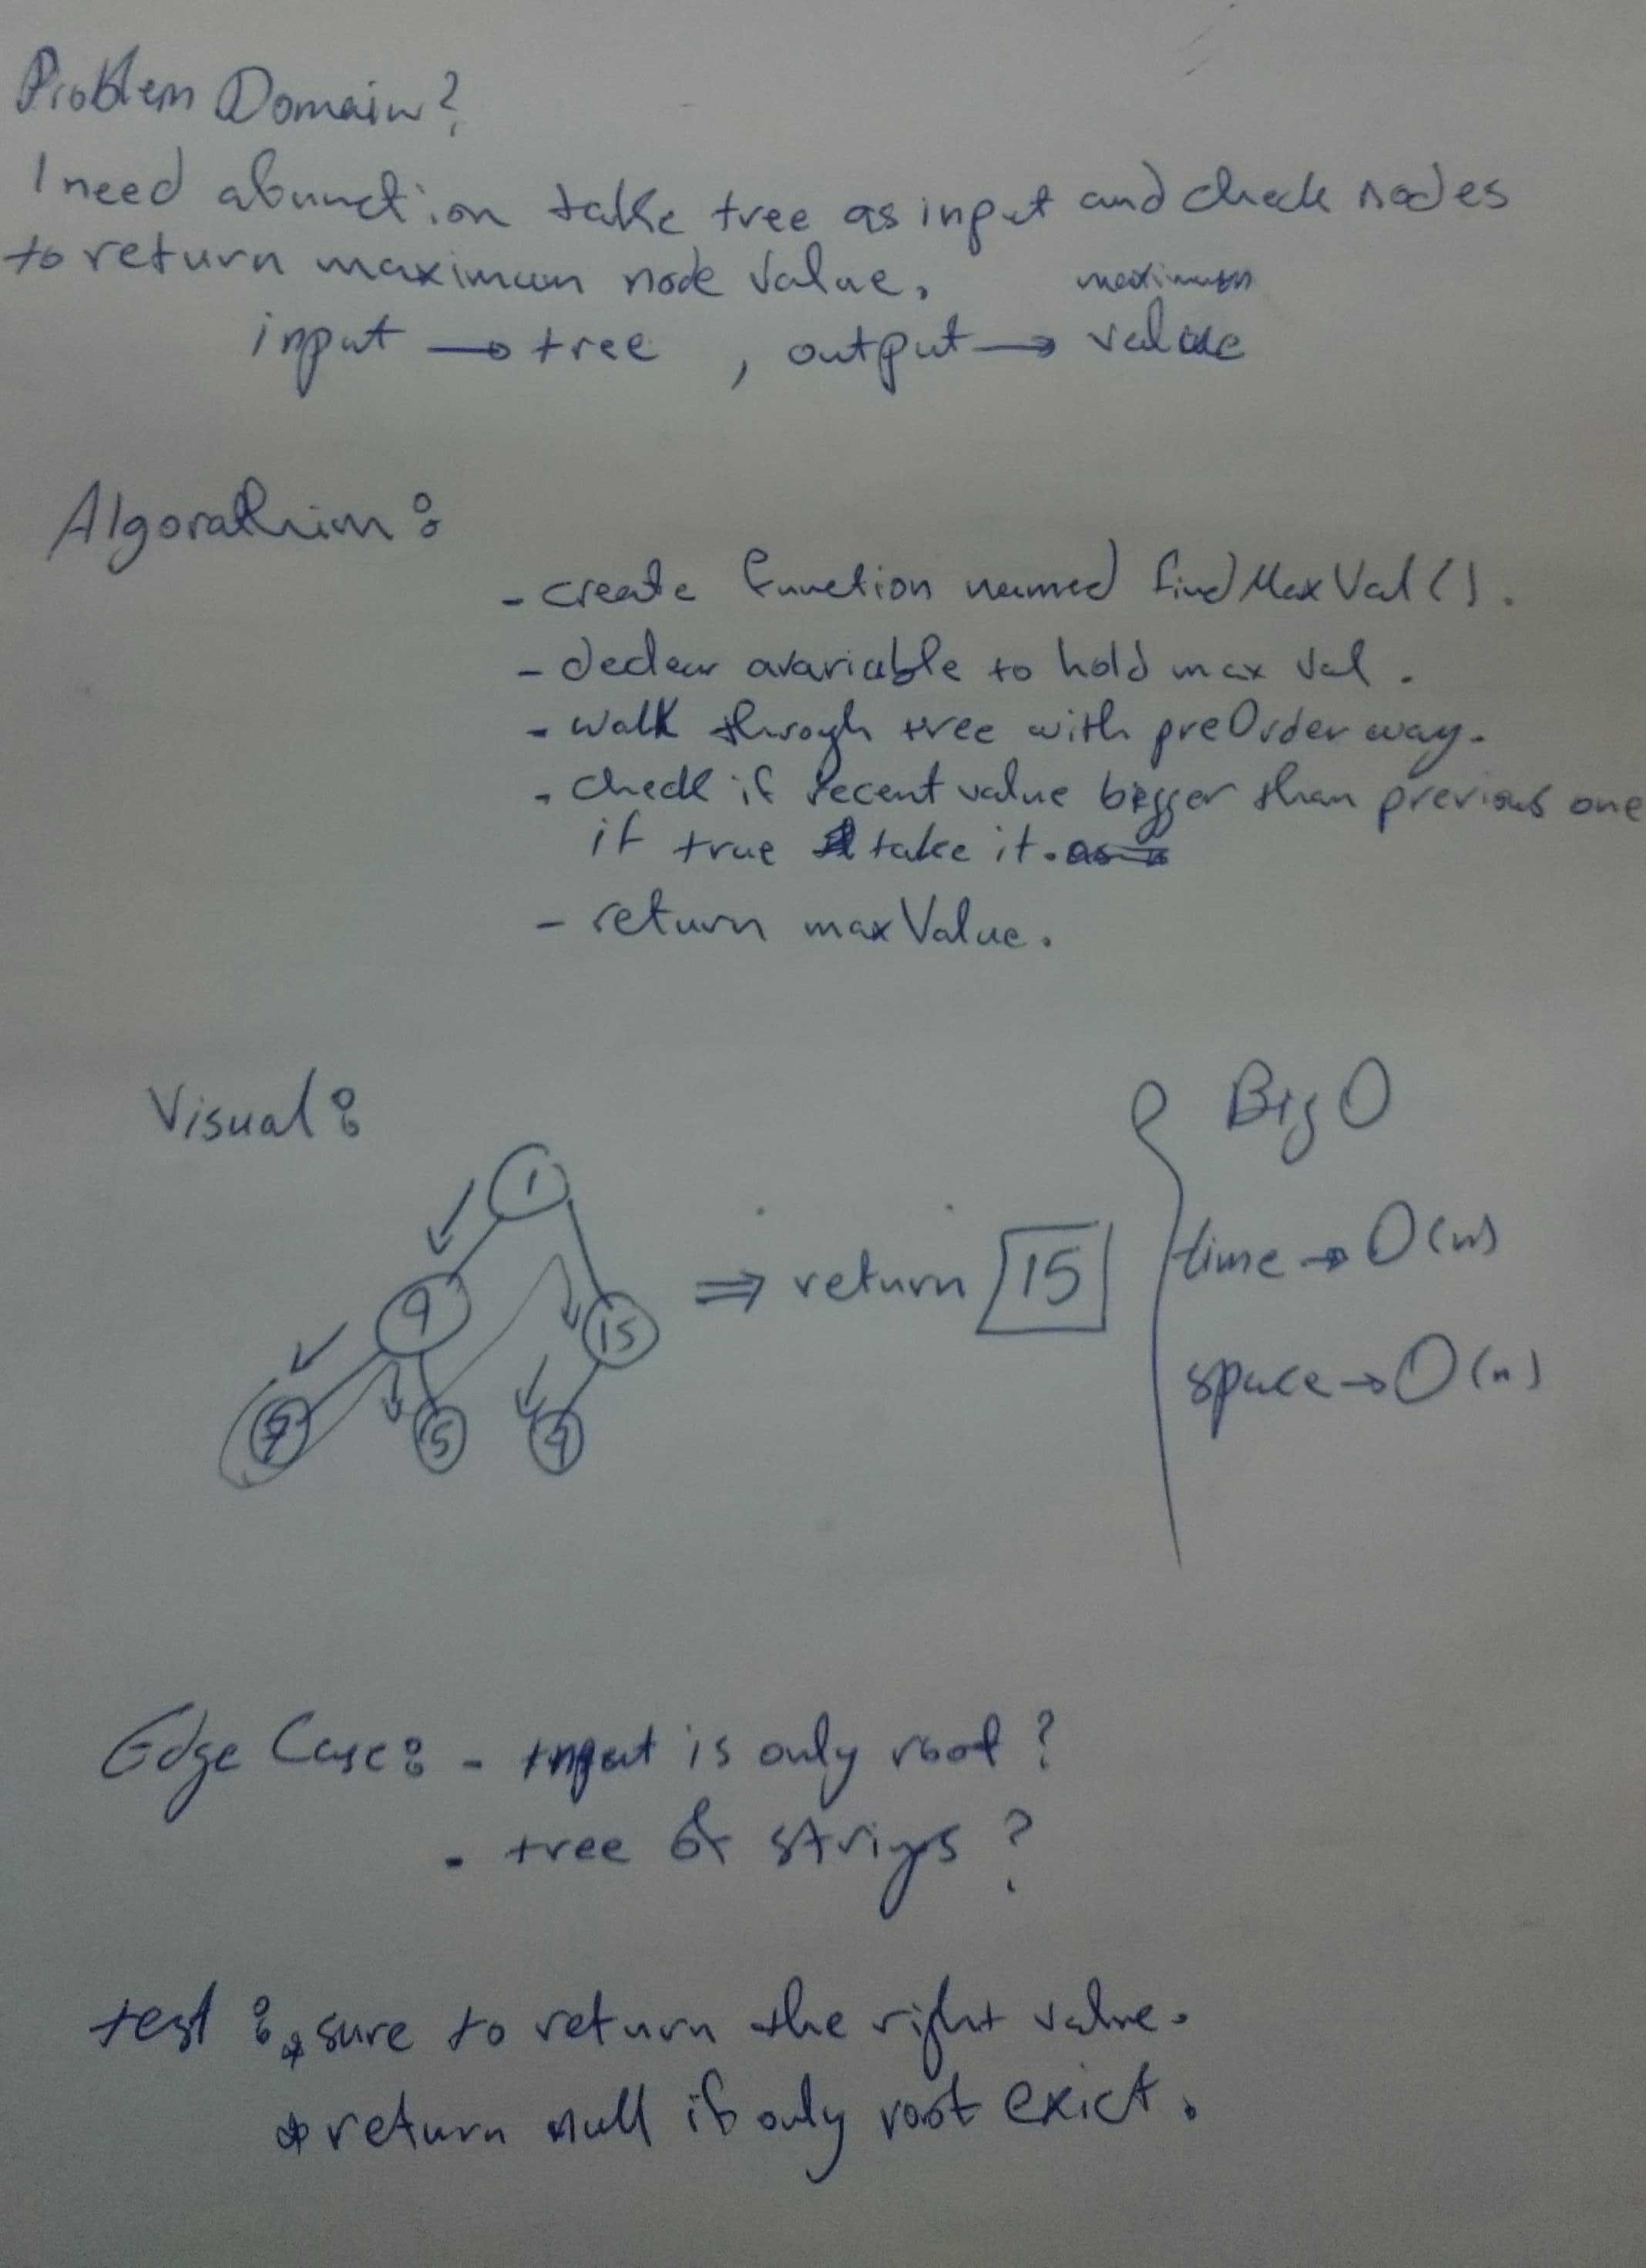 Problem Domain?
I need a function take tree as input and check nodes
to return maximum node value.
input → tree , output → maximum value
Algorathim:
- create function named findMaxVal().
- declear a variable to hold max val.
- walk throgh tree with preOrder way.
- check if recent value bigger than previous one
if true take it.
- return maxValue.
Visual:
1
9
15
5
4
⇒ return 15
Big O
time → O(n)
space → O(n)
Edge Case: - input is only root?
- tree of strings?
test: * sure to return the right value.
* return null if only root exict.